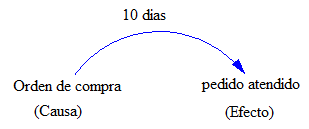 10 dias
Orden de compra
(Causa)
pedido atendido
(Efecto)